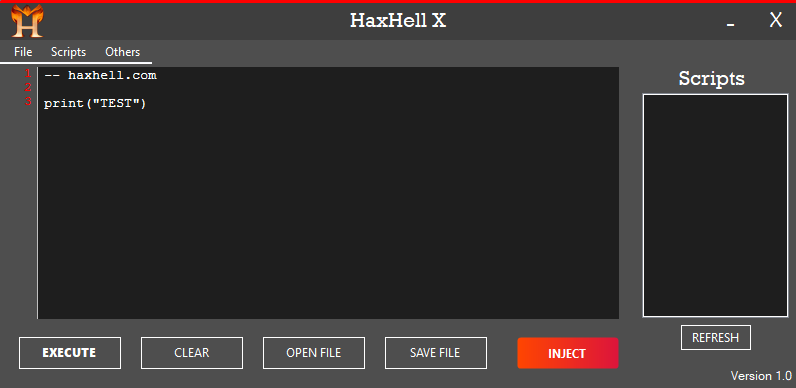 HaxHell X
- X
File Scripts Others
1 -- haxhell.com
2
3 print("TEST")
Scripts
EXECUTE CLEAR OPEN FILE SAVE FILE INJECT
REFRESH
Version 1.0